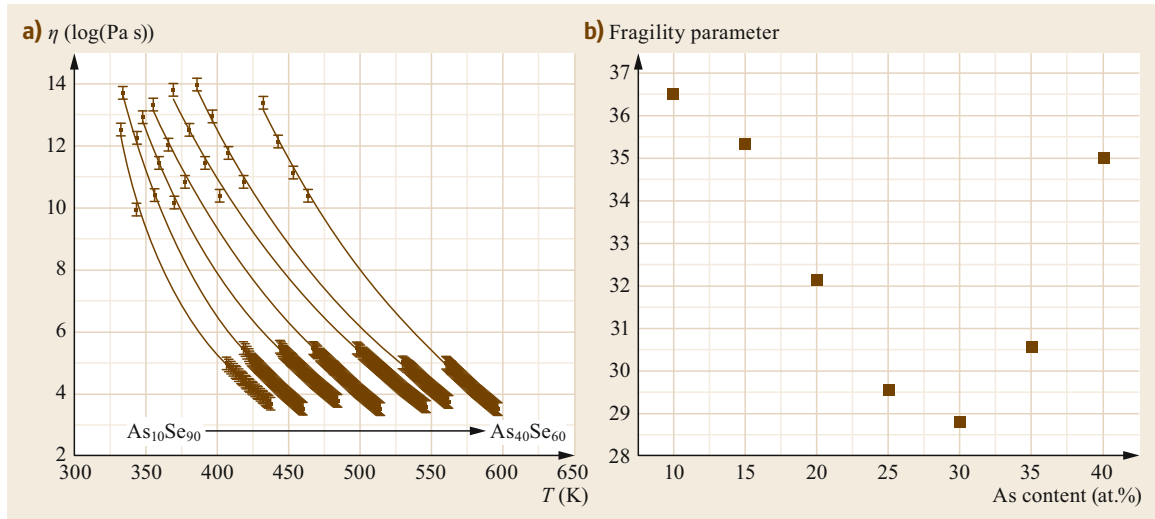 a) η (log(Pa s))
14
12
10
8
6
4
2
As₁₀Se₉₀
As₄₀Se₆₀
300 350 400 450 500 550 600 650
T (K)
b) Fragility parameter
37
36
35
34
33
32
31
30
29
28
10 15 20 25 30 35 40
As content (at.%)